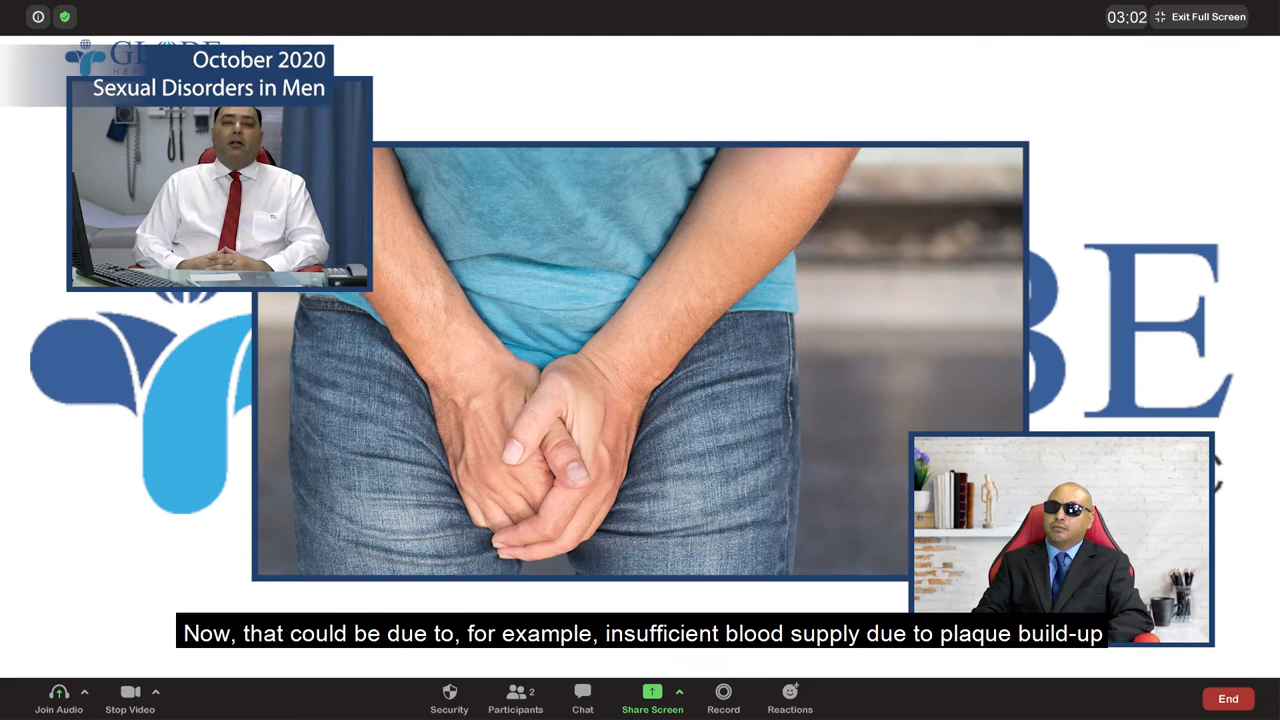 03:02
Exit Full Screen
GLOBE
October 2020
Sexual Disorders in Men
BE
Now, that could be due to, for example, insufficient blood supply due to plaque build-up
2
Join Audio
Stop Video
Security
Participants
Chat
Share Screen
Record
Reactions
End